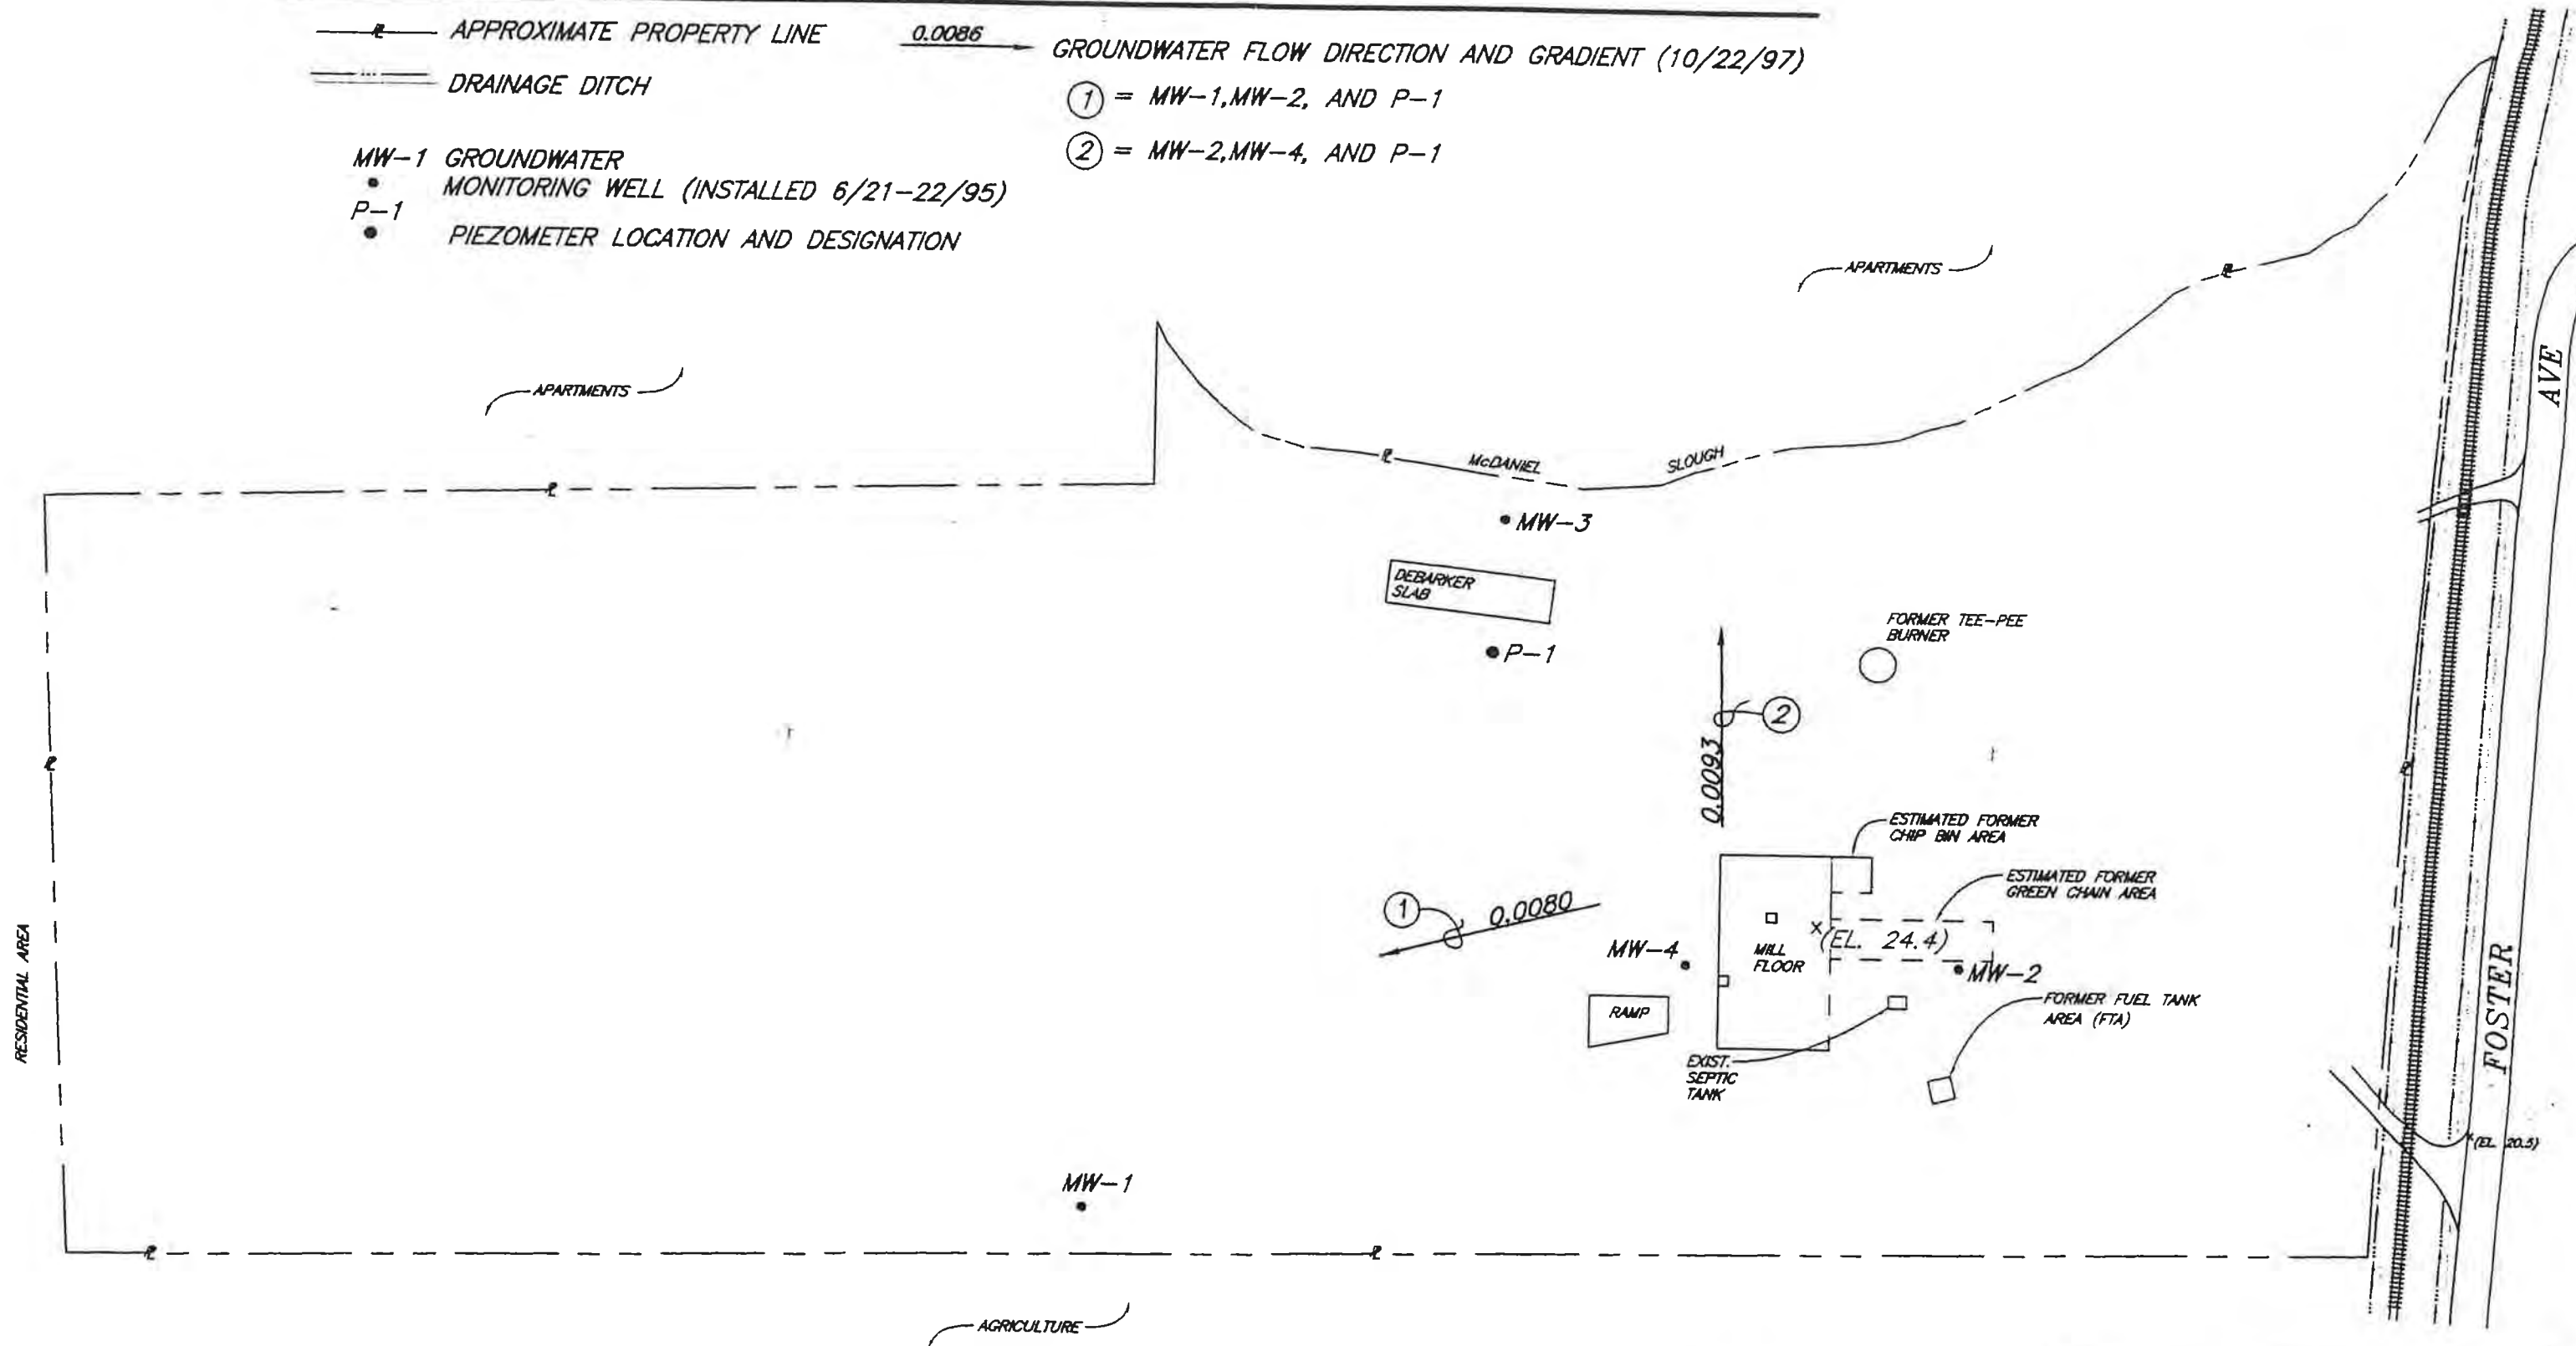 APPROXIMATE PROPERTY LINE
0.0086
GROUNDWATER FLOW DIRECTION AND GRADIENT (10/22/97)
DRAINAGE DITCH
1 = MW-1,MW-2, AND P-1
2 = MW-2,MW-4, AND P-1
MW-1 GROUNDWATER
MONITORING WELL (INSTALLED 6/21-22/95)
P-1
PIEZOMETER LOCATION AND DESIGNATION
APARTMENTS
APARTMENTS
AVE
McDANIEL
SLOUGH
MW-3
DEBARKER
SLAB
P-1
FORMER TEE-PEE
BURNER
2
0.0093
ESTIMATED FORMER
CHIP BIN AREA
ESTIMATED FORMER
GREEN CHAIN AREA
1
0.0080
MW-4
MILL
FLOOR
(EL. 24.4)
MW-2
RAMP
FORMER FUEL TANK
AREA (FTA)
EXIST.
SEPTIC
TANK
FOSTER
(EL. 20.5)
RESIDENTIAL AREA
MW-1
AGRICULTURE